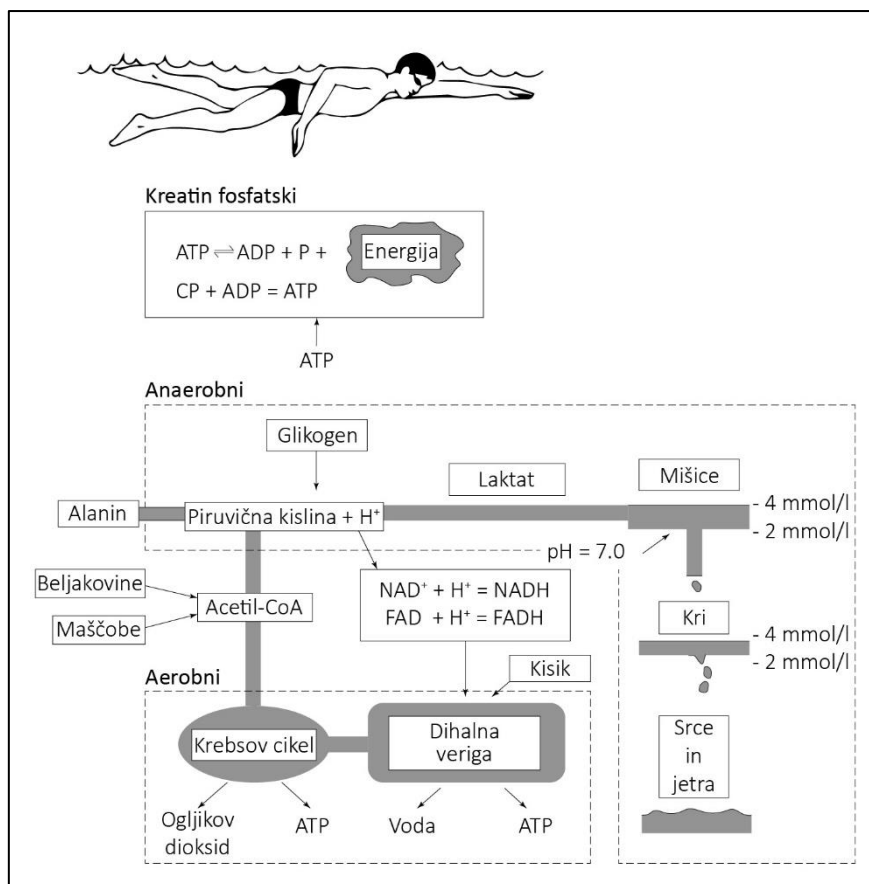 Kreatin fosfatski
ATP ⇌ ADP + P +
Energija
CP + ADP = ATP
ATP
Anaerobni
Glikogen
Laktat
Mišice
Alanin
Piruvična kislina + H⁺
- 4 mmol/l
- 2 mmol/l
pH = 7.0
Beljakovine
Maščobe
Acetil-CoA
NAD⁺ + H⁺ = NADH
FAD + H⁺ = FADH
Kri
- 4 mmol/l
- 2 mmol/l
Kisik
Aerobni
Krebsov cikel
Dihalna
veriga
Srce
in
jetra
Ogljikov
dioksid
ATP
Voda
ATP